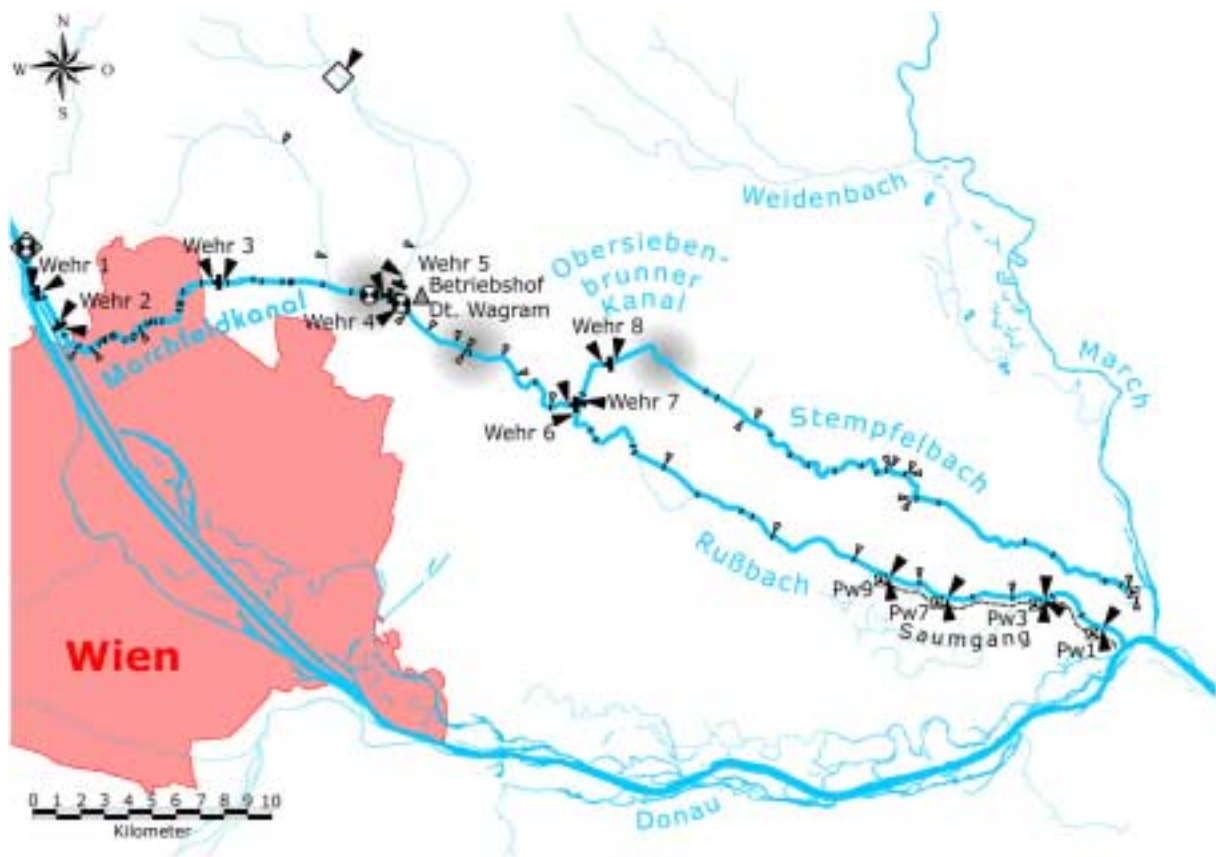 N
W O
S
Weidenbach
Wehr 3
Obersieben-
brunner
Kanal
Wehr 1
Wehr 5
Betriebshof
Dt. Wagram
Wehr 2
Wehr 4
Marchfeldkanal
Wehr 8
March
Wehr 7
Wehr 6
Stempfelbach
Rußbach
Pw9
Pw7
Pw3
Saumgang
Pw1
Wien
0 1 2 3 4 5 6 7 8 9 10
Kilometer
Donau